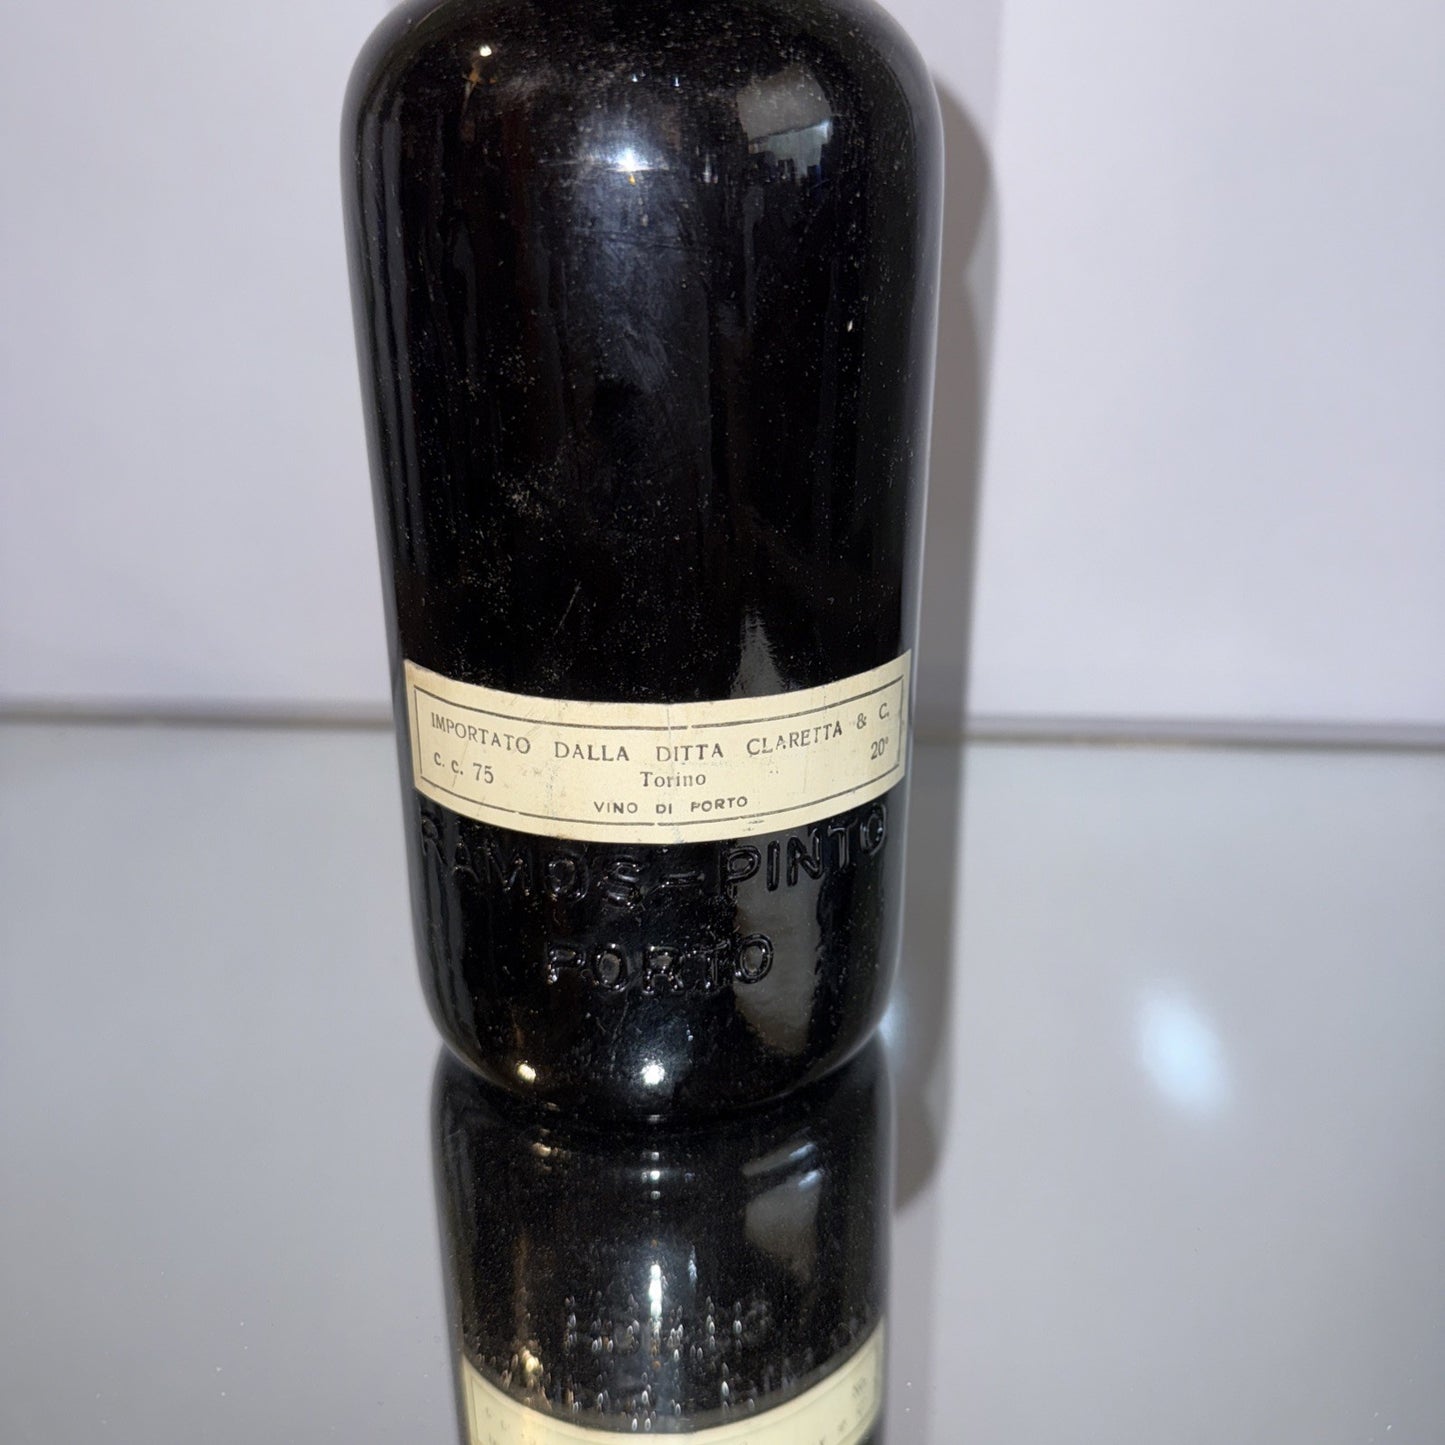 IMPORTATO DALLA DITTA CLARETTA & C.
c. c. 75 Torino 20°
VINO DI PORTO
RAMOS-PINTO
PORTO